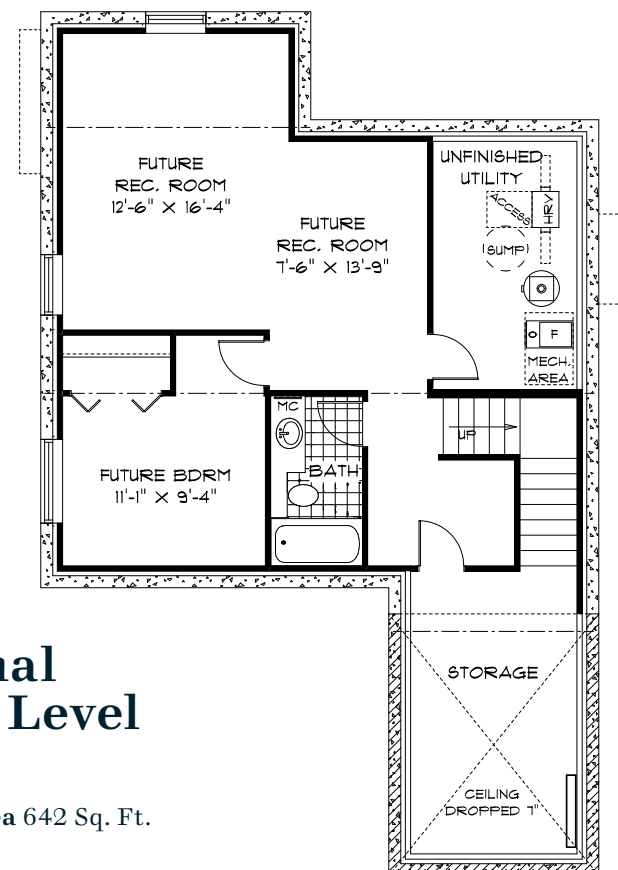 UNFINISHED
UTILITY
FUTURE
REC. ROOM
12'-6" X 16'-4"
FUTURE
REC. ROOM
7'-6" X 13'-9"
ACCESS
HRV
SUMP
F
MECH.
AREA
MC
UP
BATH
FUTURE BDRM
11'-1" X 9'-4"
STORAGE
CEILING
DROPPED 7"
Level
642 Sq. Ft.